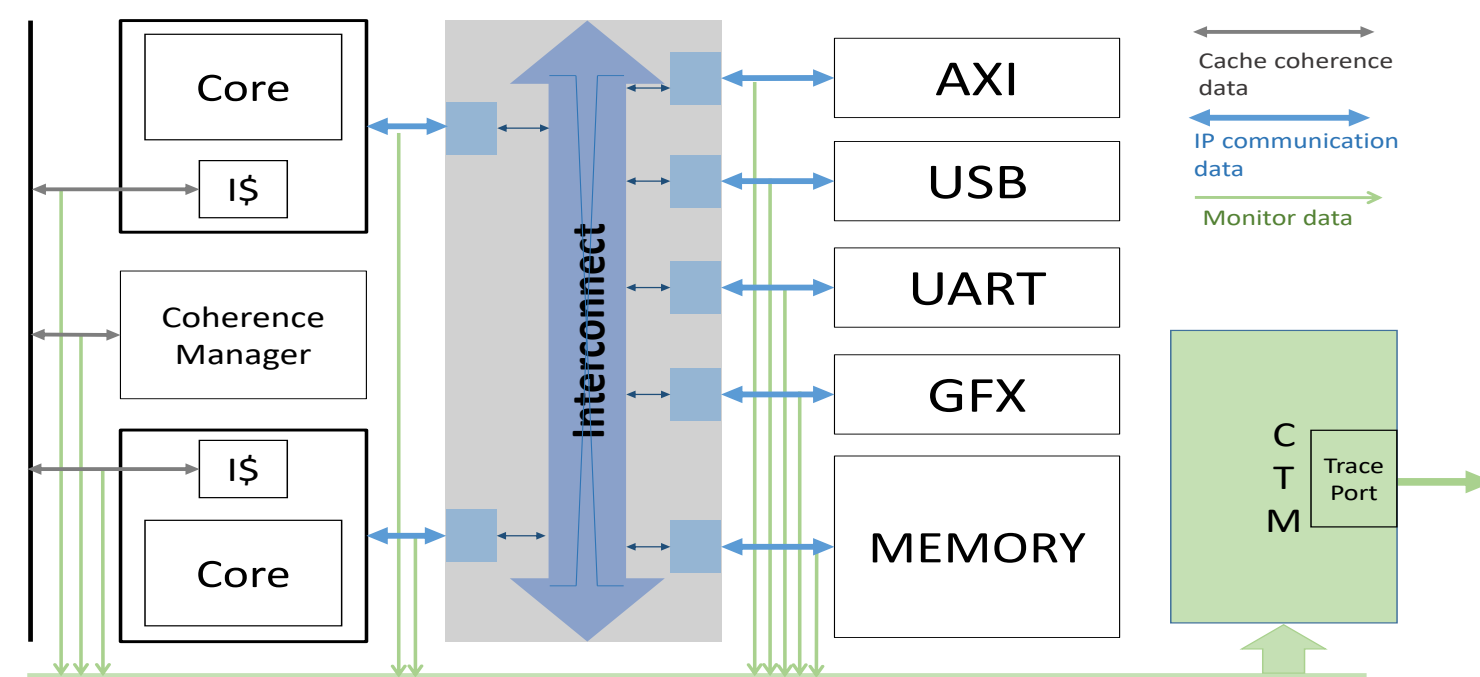 Core
I$
Coherence
Manager
I$
Core
Interconnect
AXI
USB
UART
GFX
MEMORY
Cache coherence
data
IP communication
data
Monitor data
C
T
M
Trace
Port